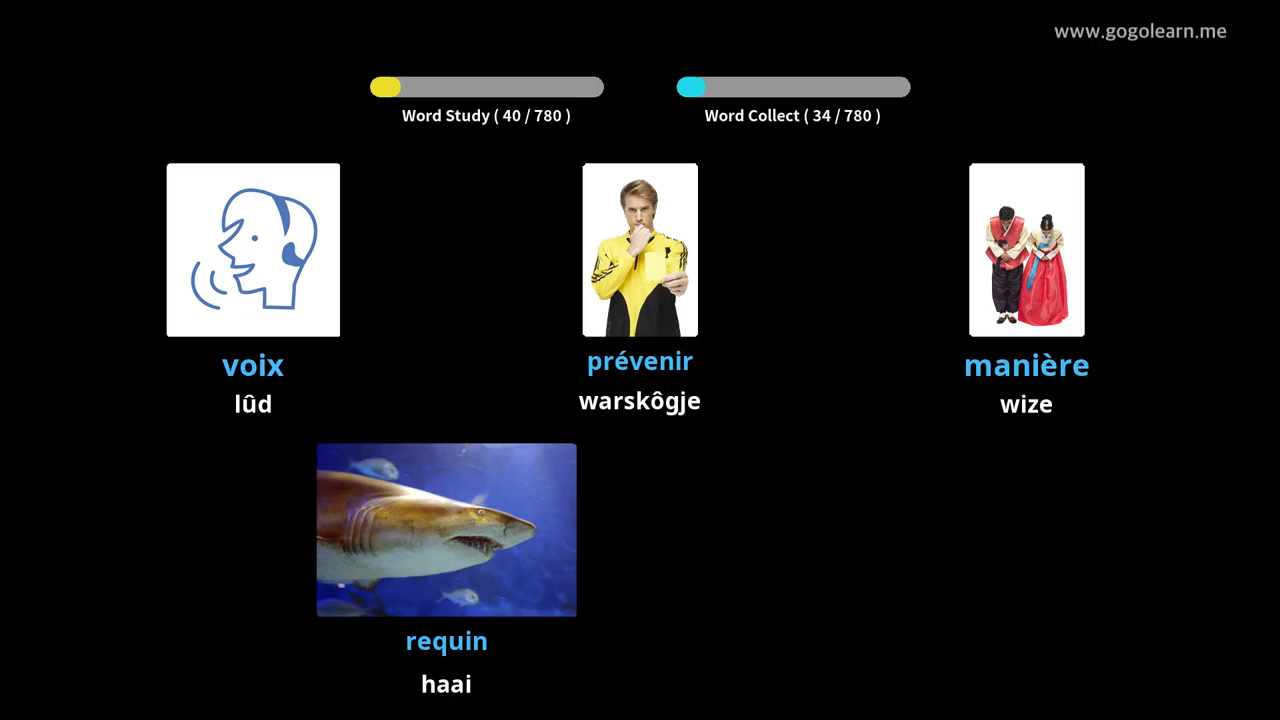 www.gogolearn.me
Word Study ( 40 / 780 )
Word Collect ( 34 / 780 )
voix
prévenir
manière
lûd
warskôgje
wize
requin
haai